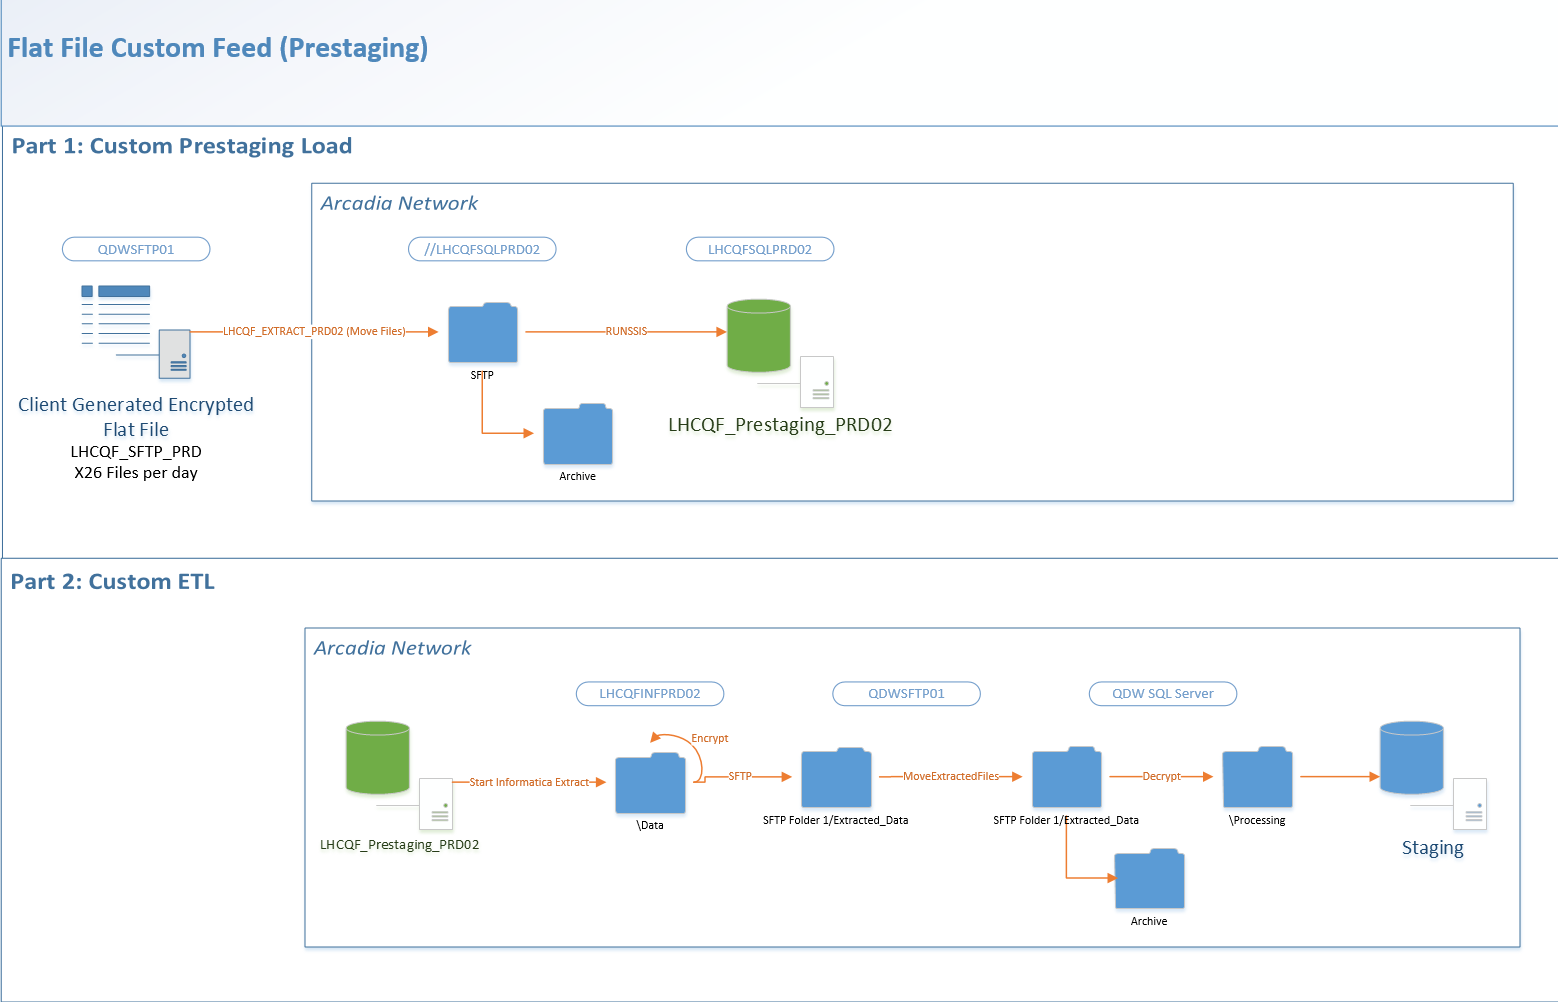 Flat File Custom Feed (Prestaging)
Part 1: Custom Prestaging Load
Arcadia Network
QDWSFTP01
//LHCQFSQLPRD02
LHCQFSQLPRD02
LHCQF_EXTRACT_PRD02 (Move Files)
RUNSSIS
SFTP
Client Generated Encrypted
Flat File
LHCQF_SFTP_PRD
X26 Files per day
LHCQF_Prestaging_PRD02
Archive
Part 2: Custom ETL
Arcadia Network
LHCQFINFPRD02
QDWSFTP01
QDW SQL Server
Encrypt
Start Informatica Extract
SFTP
MoveExtractedFiles
Decrypt
\Data
SFTP Folder 1/Extracted_Data
SFTP Folder 1/Extracted_Data
\Processing
LHCQF_Prestaging_PRD02
Staging
Archive